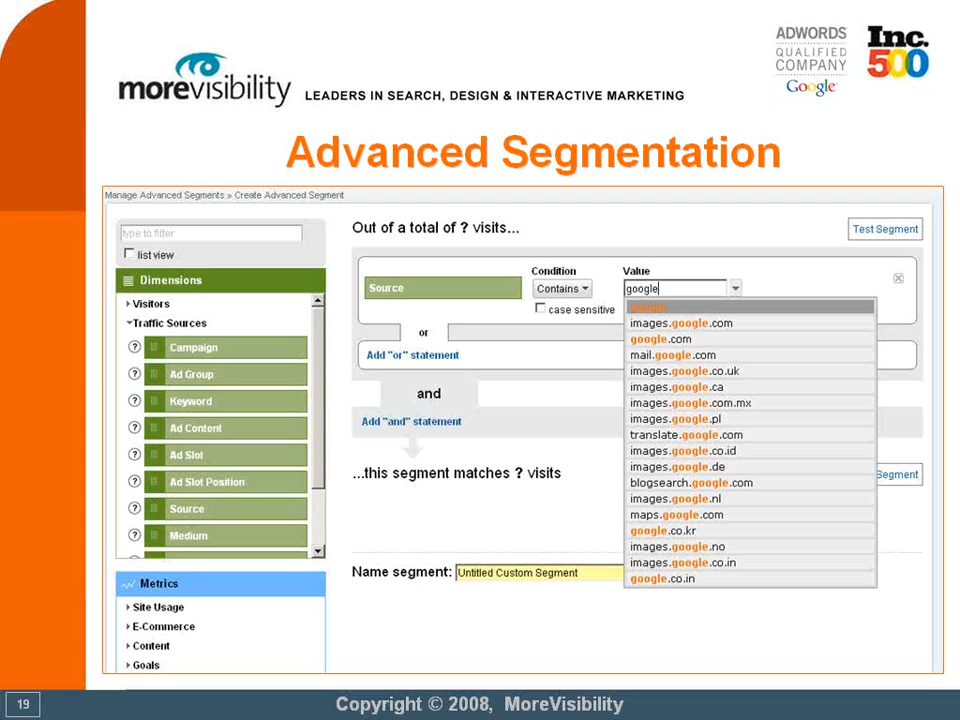 morevisibility LEADERS IN SEARCH, DESIGN & INTERACTIVE MARKETING
ADWORDS
QUALIFIED
COMPANY
Google
Inc.
500
Advanced Segmentation
Manage Advanced Segments > Create Advanced Segment
type to filter
list view
Dimensions
Visitors
Traffic Sources
? Campaign
? Ad Group
? Keyword
? Ad Content
? Ad Slot
? Ad Slot Position
? Source
? Medium
Metrics
Site Usage
E-Commerce
Content
Goals
Out of a total of ? visits...
Test Segment
Condition Value
Source Contains google
case sensitive
or
Add "or" statement
and
Add "and" statement
...this segment matches ? visits
Segment
Name segment: Untitled Custom Segment
google
images.google.com
google.com
mail.google.com
images.google.co.uk
images.google.ca
images.google.com.mx
images.google.pl
translate.google.com
images.google.co.id
images.google.de
blogsearch.google.com
images.google.nl
maps.google.com
google.co.kr
images.google.no
images.google.co.in
google.co.in
19
Copyright © 2008, MoreVisibility